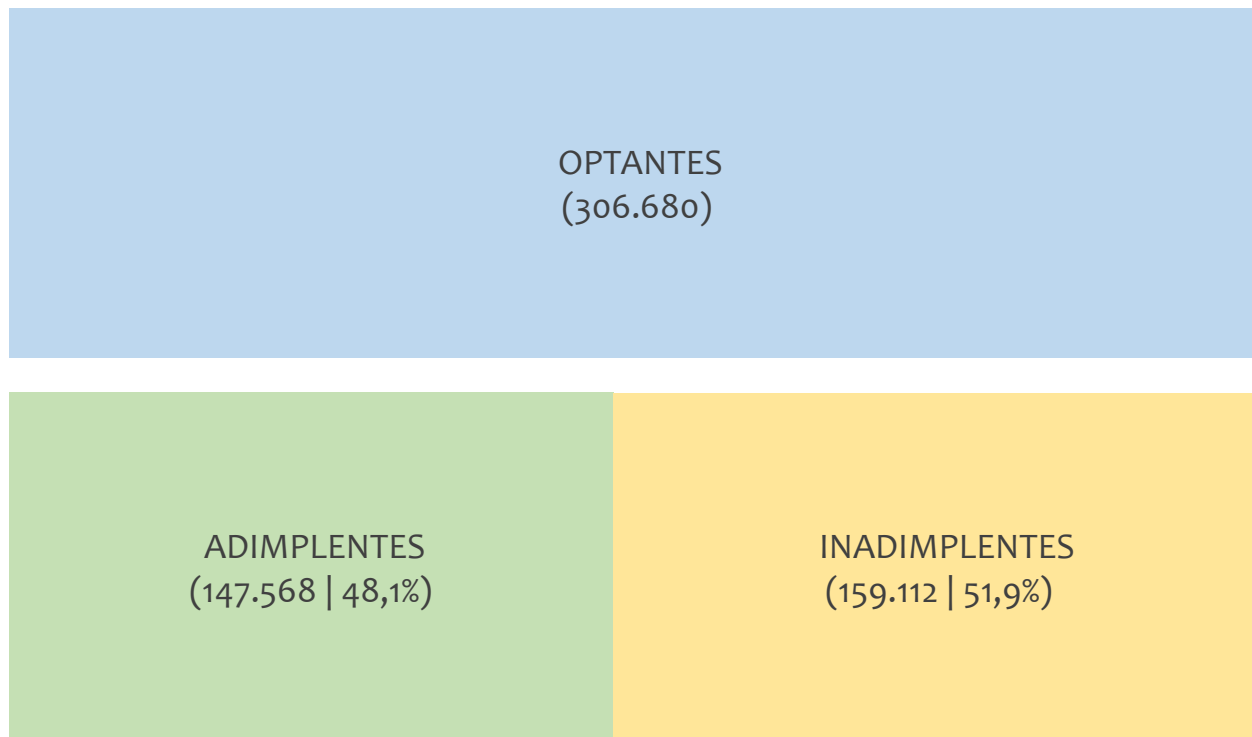 OPTANTES
(306.680)
ADIMPLENTES
(147.568 | 48,1%)
INADIMPLENTES
(159.112 | 51,9%)